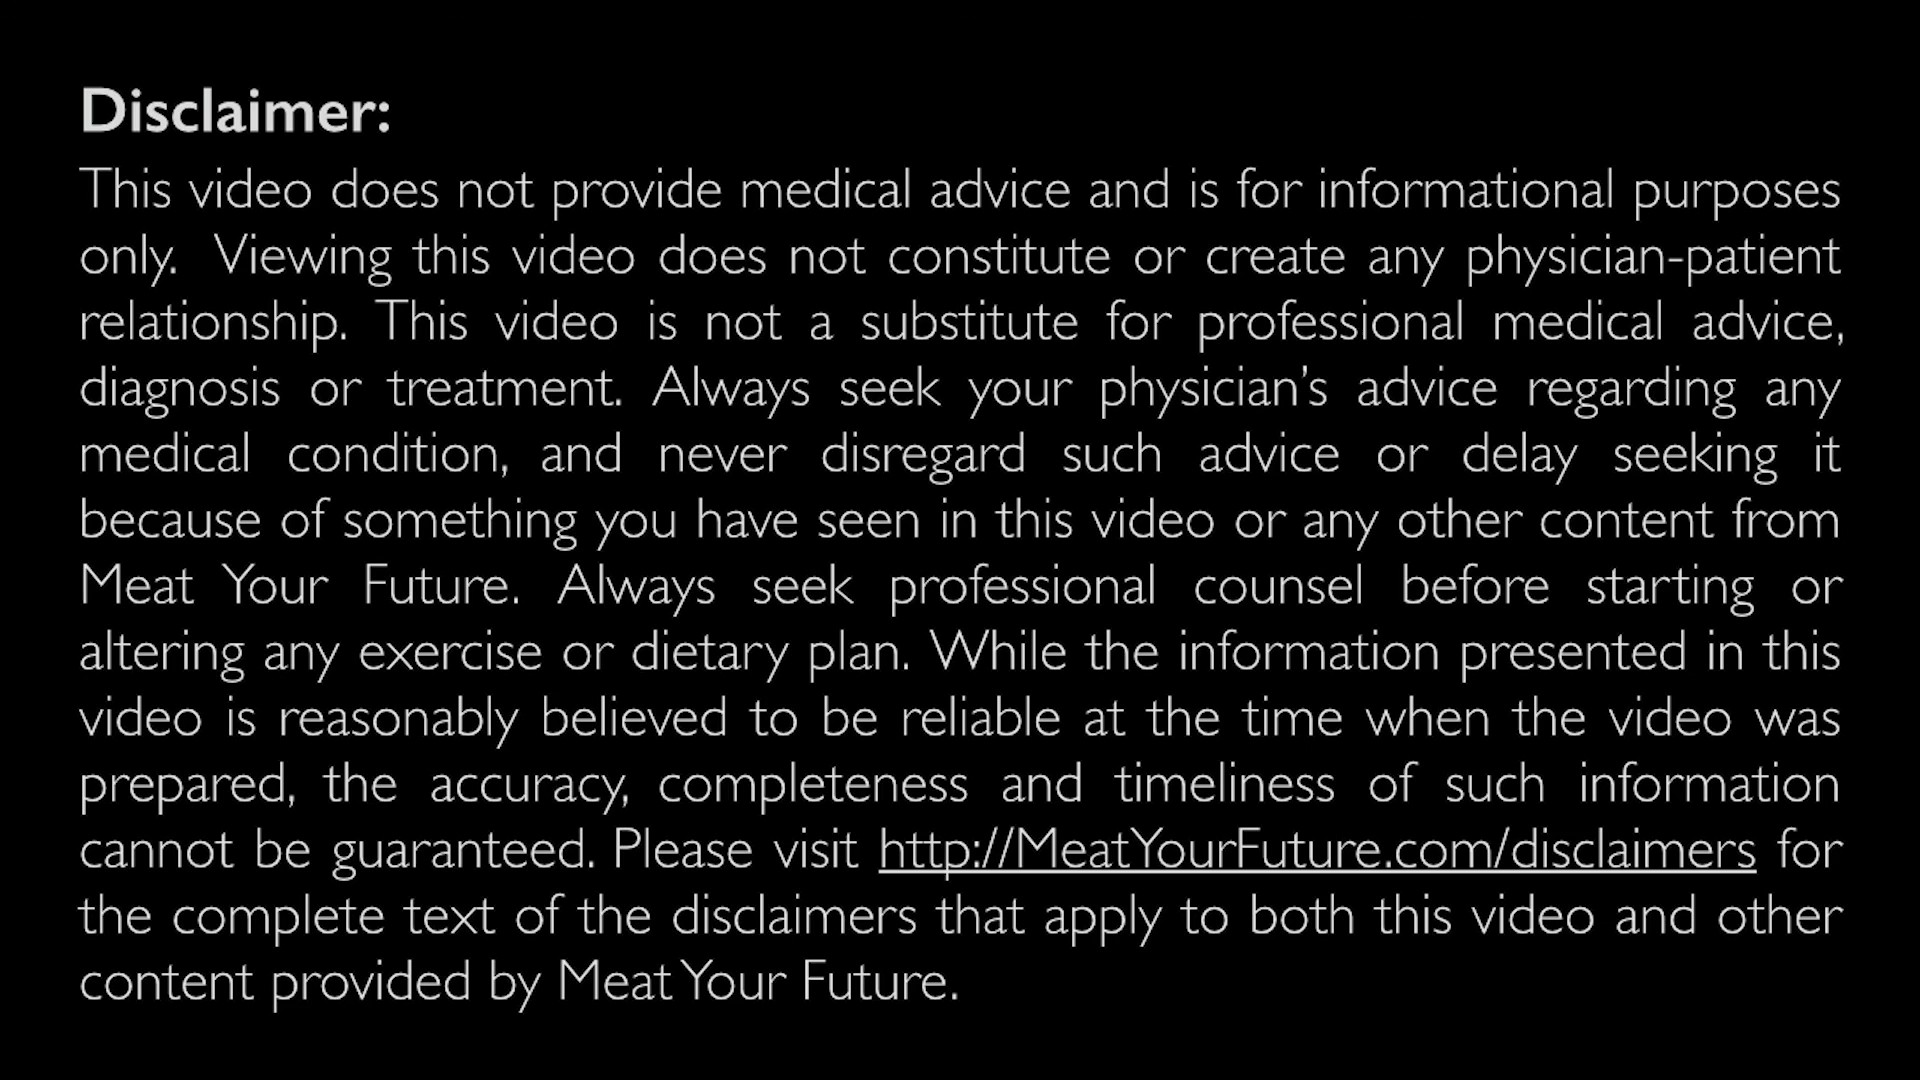 Disclaimer:
This video does not provide medical advice and is for informational purposes
only.  Viewing this video does not constitute or create any physician-patient
relationship. This video is not a substitute for professional medical advice,
diagnosis or treatment. Always seek your physician’s advice regarding any
medical condition, and never disregard such advice or delay seeking it
because of something you have seen in this video or any other content from
Meat Your Future. Always seek professional counsel before starting or
altering any exercise or dietary plan. While the information presented in this
video is reasonably believed to be reliable at the time when the video was
prepared, the accuracy, completeness and timeliness of such information
cannot be guaranteed. Please visit http://MeatYourFuture.com/disclaimers for
the complete text of the disclaimers that apply to both this video and other
content provided by Meat Your Future.